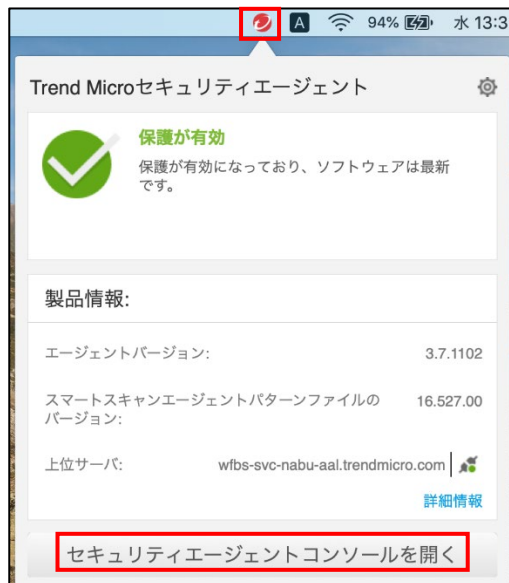 A 94% 水 13:3
Trend Microセキュリティエージェント
保護が有効
保護が有効になっており、ソフトウェアは最新
です。
製品情報:
エージェントバージョン: 3.7.1102
スマートスキャンエージェントパターンファイルの 16.527.00
バージョン:
上位サーバ: wfbs-svc-nabu-aal.trendmicro.com
詳細情報
セキュリティエージェントコンソールを開く